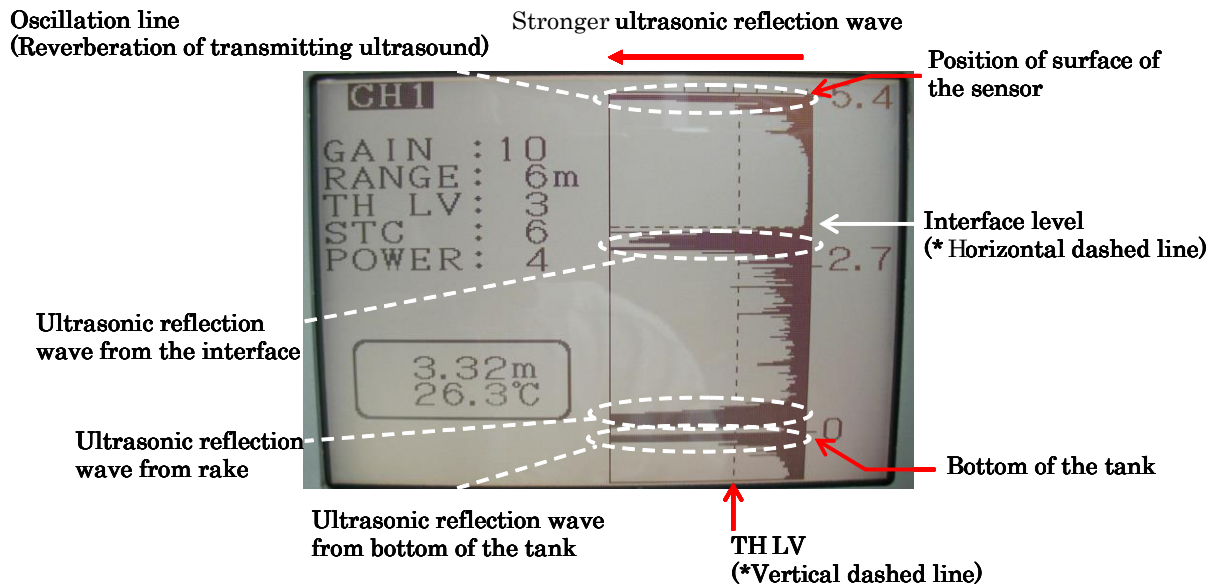 Oscillation line
(Reverberation of transmitting ultrasound)
Stronger ultrasonic reflection wave
Position of surface of
the sensor
CH1
5.4
GAIN : 10
RANGE: 6m
TH LV: 3
STC : 6
POWER: 4
Interface level
(* Horizontal dashed line)
2.7
Ultrasonic reflection
wave from the interface
3.32m
26.3℃
Ultrasonic reflection
wave from rake
0
Bottom of the tank
Ultrasonic reflection wave
from bottom of the tank
TH LV
(*Vertical dashed line)